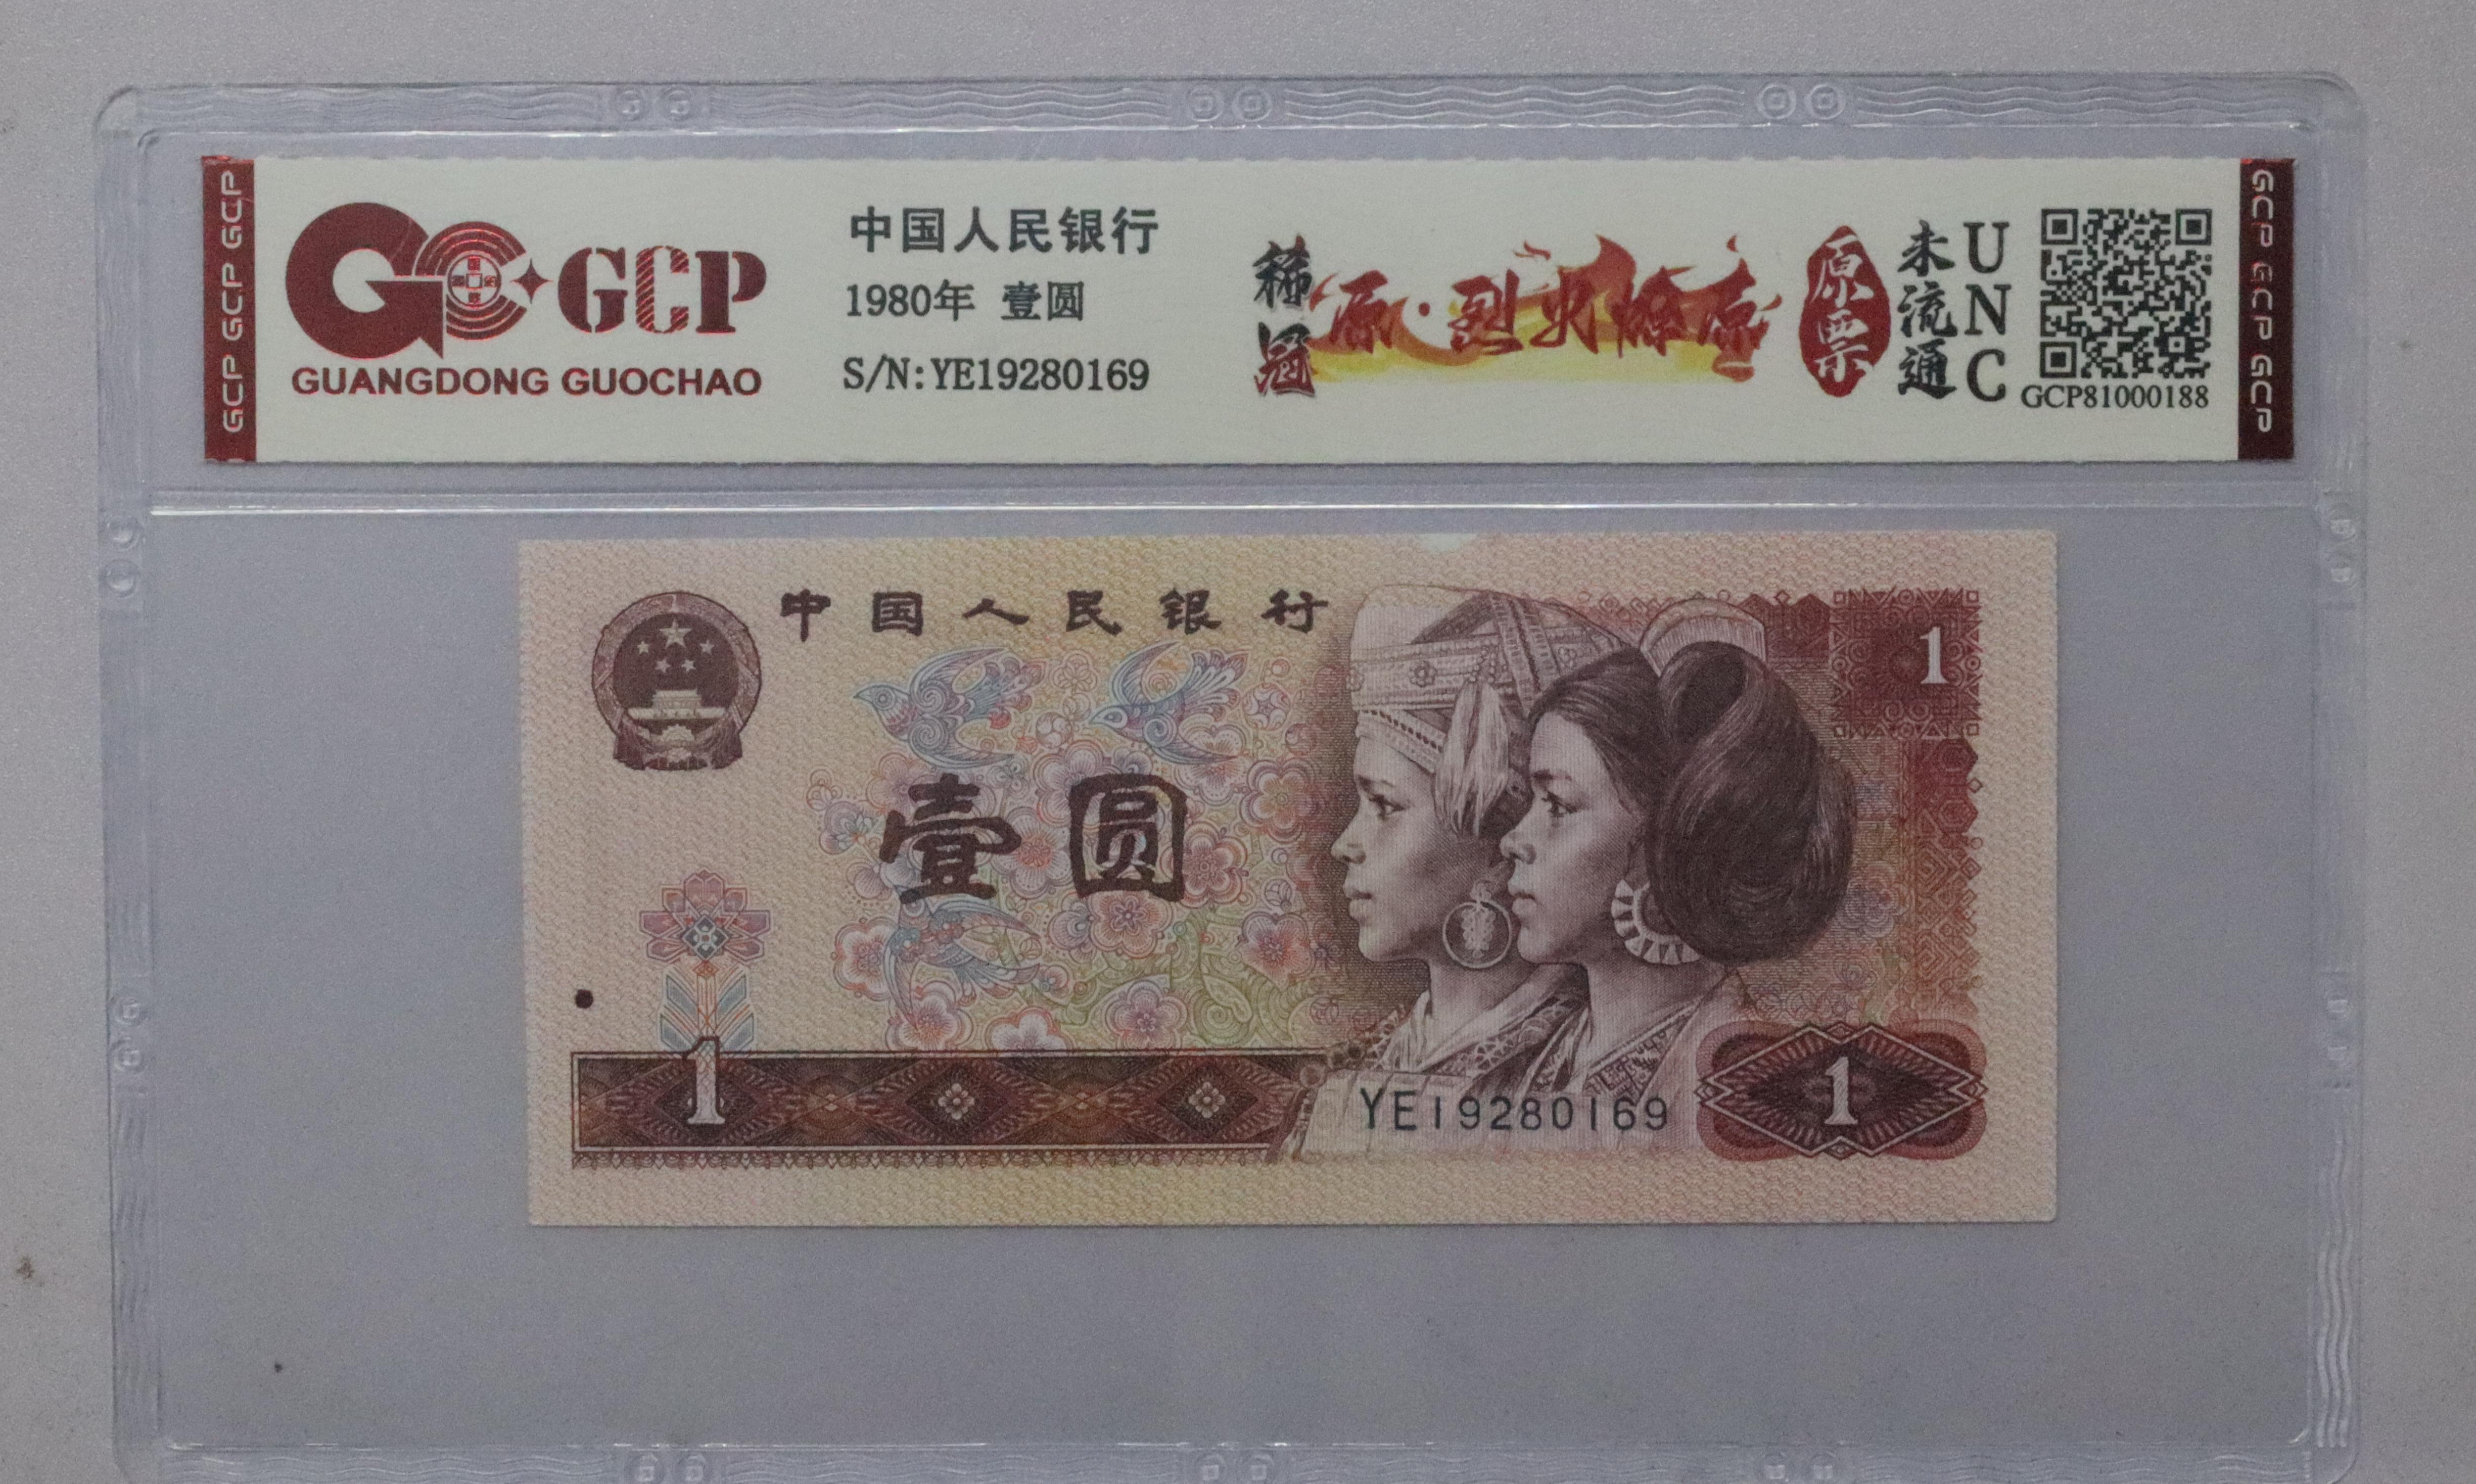 GCP GCP GCP
GCP
GUANGDONG GUOCHAO
中国人民银行
1980年 壹圆
S/N:YE19280169
稀冠
原·烈火燎原
原票
未流通
UNC
GCP81000188
GCP GCP GCP
中国人民银行
壹圆
1
1
YE19280169
1